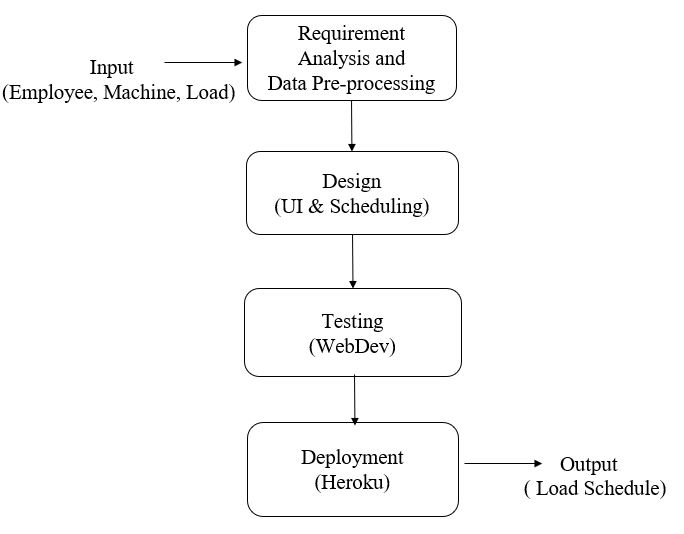 Requirement
Analysis and
Data Pre-processing
Input
(Employee, Machine, Load)
Design
(UI & Scheduling)
Testing
(WebDev)
Deployment
(Heroku)
Output
( Load Schedule)